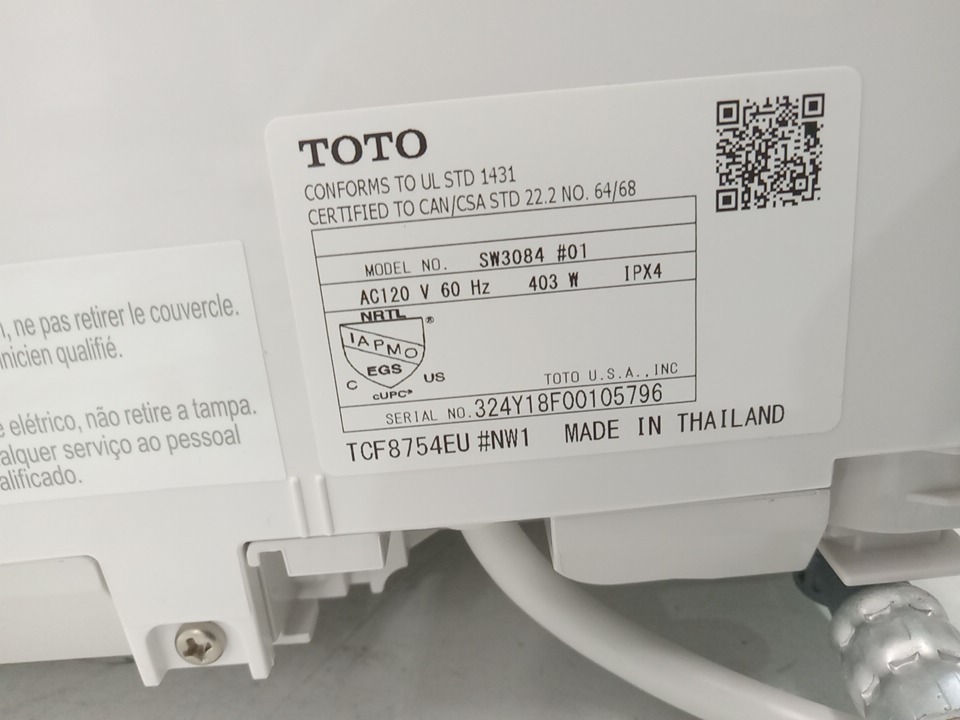 TOTO
CONFORMS TO UL STD 1431
CERTIFIED TO CAN/CSA STD 22.2 NO. 64/68
MODEL NO. SW3084 #01
AC120 V 60 Hz 403 W IPX4
NRTL
®
IAPMO
EGS
C US
cUPC®
TOTO U.S.A., INC
SERIAL NO. 324Y18F00105796
TCF8754EU #NW1 MADE IN THAILAND
, ne pas retirer le couvercle.
nicien qualifié.
elétrico, não retire a tampa.
alquer serviço ao pessoal
alificado.